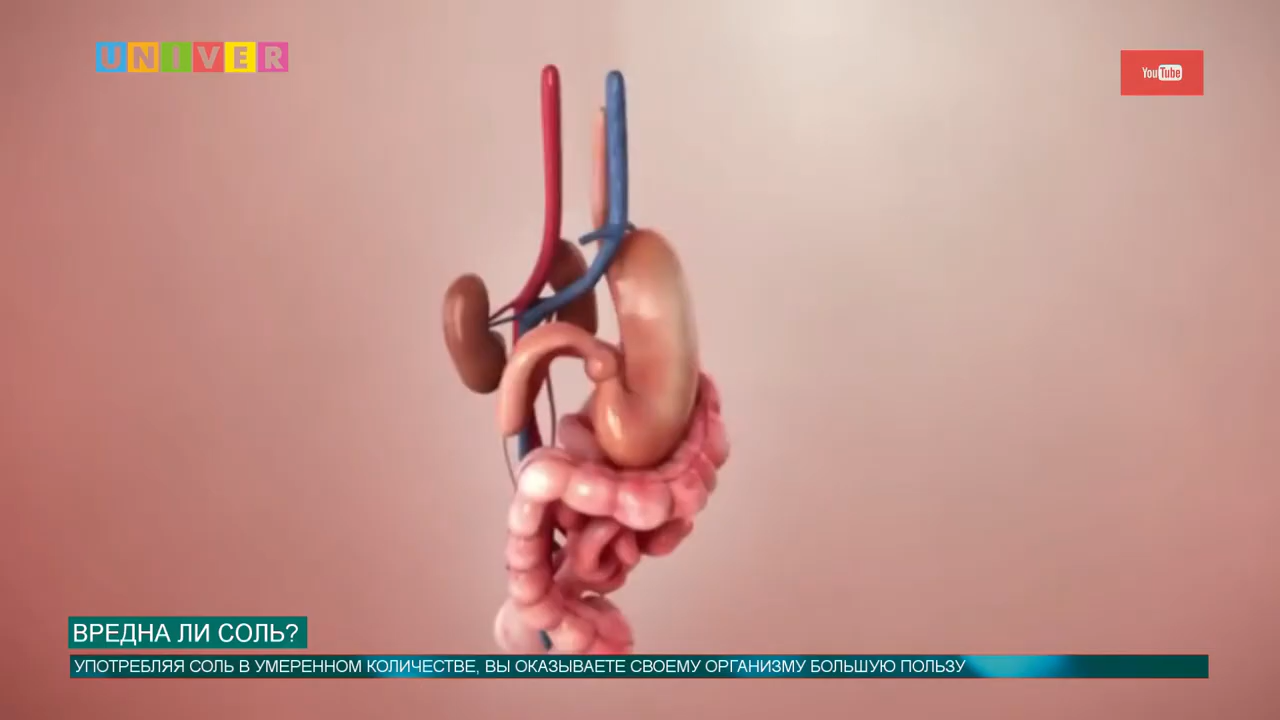 UNIVER
YouTube
ВРЕДНА ЛИ СОЛЬ?
УПОТРЕБЛЯЯ СОЛЬ В УМЕРЕННОМ КОЛИЧЕСТВЕ, ВЫ ОКАЗЫВАЕТЕ СВОЕМУ ОРГАНИЗМУ БОЛЬШУЮ ПОЛЬЗУ